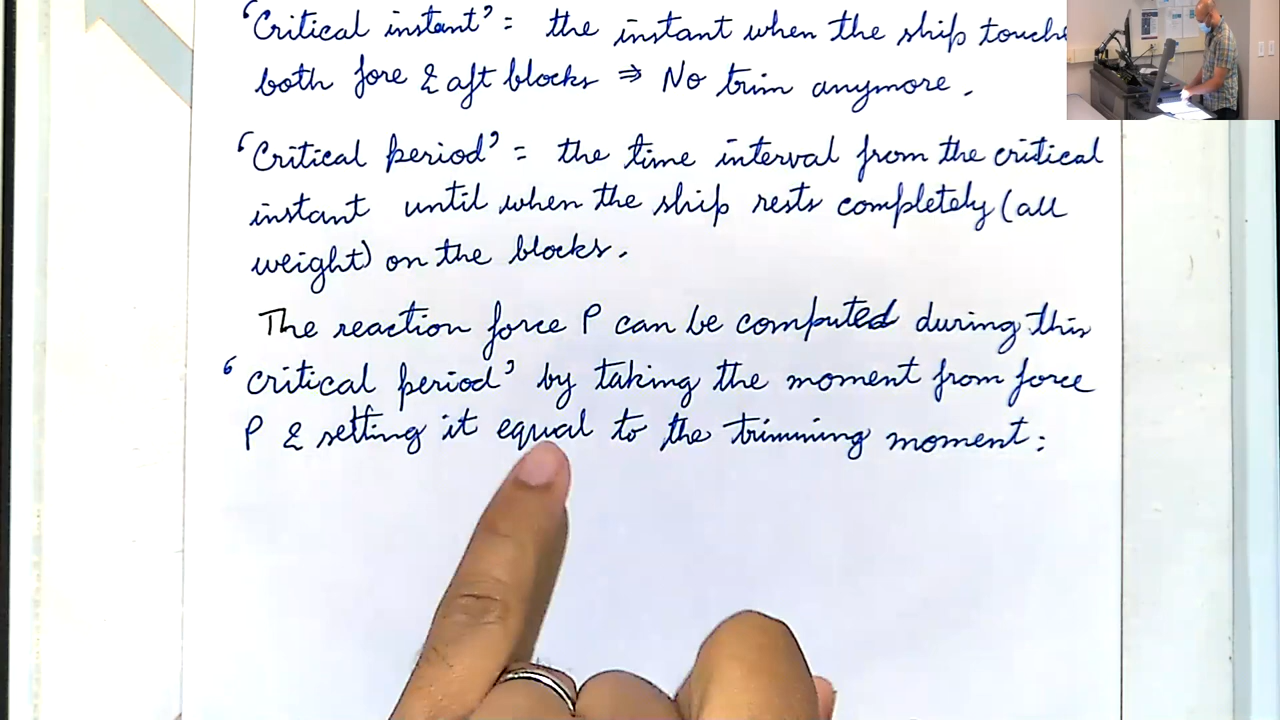 'Critical instant' = the instant when the ship touche
both fore & aft blocks ⇒ No trim anymore.
'Critical period' = the time interval from the critical
instant until when the ship rests completely (all
weight) on the blocks.
The reaction force P can be computed during this
'critical period' by taking the moment from force
P & setting it equal to the trimming moment: